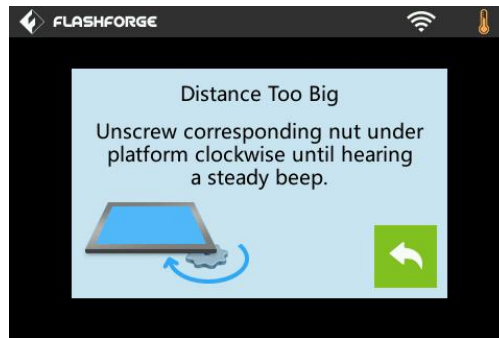 FLASHFORGE
Distance Too Big
Unscrew corresponding nut under
platform clockwise until hearing
a steady beep.